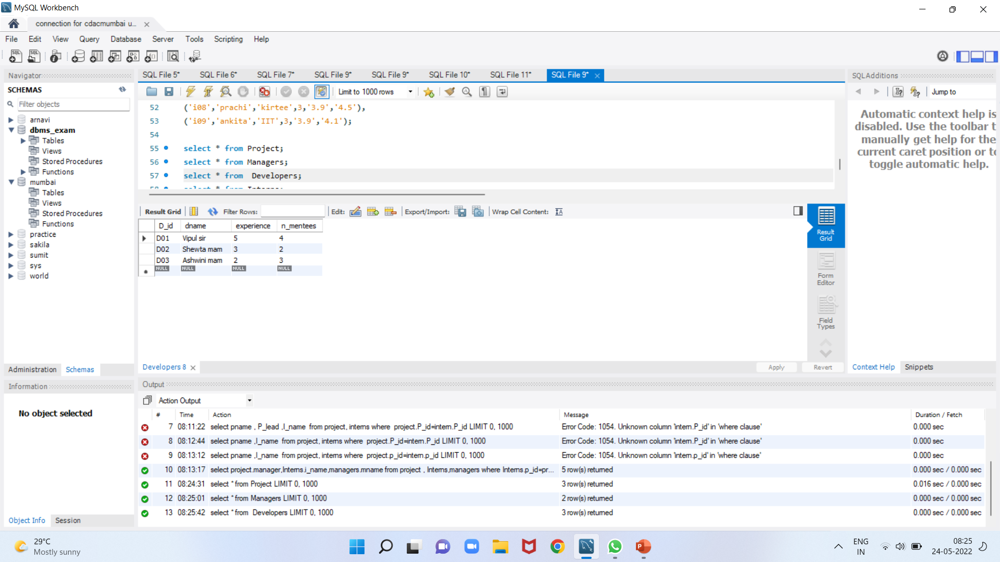 MySQL Workbench
connection for cdacmumbai u...
File Edit View Query Database Server Tools Scripting Help
Navigator
SCHEMAS
Filter objects
arnavi
dbms_exam
Tables
Views
Stored Procedures
Functions
mumbai
Tables
Views
Stored Procedures
Functions
practice
sakila
sumit
sys
world
Administration Schemas
Information
No object selected
Object Info Session
SQL File 5* SQL File 6* SQL File 7* SQL File 9* SQL File 9* SQL File 10* SQL File 11* SQL File 9*
Limit to 1000 rows
52 ('i08','prachi','kirtee',3,'3.9','4.5'),
53 ('i09','ankita','IIT',3,'3.9','4.1');
54
55 select * from Project;
56 select * from Managers;
57 select * from  Developers;
58 select * from Interns;
Result Grid Filter Rows: Edit: Export/Import: Wrap Cell Content:
D_id dname experience n_mentees
D01 Vipul sir 5 4
D02 Shewta mam 3 2
D03 Ashwini mam 2 3
NULL NULL NULL NULL
Result Grid
Form Editor
Field Types
Developers 8 Apply Revert
SQLAdditions
Jump to
Automatic context help is
disabled. Use the toolbar t
manually get help for the
current caret position or to
toggle automatic help.
Context Help Snippets
Output
Action Output
# Time Action Message Duration / Fetch
7 08:11:22 select pname , P_lead ,I_name  from project, interns where  project.P_id=intern.P_id LIMIT 0, 1000 Error Code: 1054. Unknown column 'intern.P_id' in 'where clause' 0.000 sec
8 08:12:44 select pname ,I_name  from project, interns where  project.P_id=intern.P_id LIMIT 0, 1000 Error Code: 1054. Unknown column 'intern.P_id' in 'where clause' 0.000 sec
9 08:13:12 select pname ,I_name  from project, interns where  project.p_id=intern.p_id LIMIT 0, 1000 Error Code: 1054. Unknown column 'intern.p_id' in 'where clause' 0.000 sec
10 08:13:17 select project.manager,Interns.i_name,managers.mname from project , Interns,managers where Interns.p_id=pr... 5 row(s) returned 0.000 sec / 0.000 sec
11 08:24:31 select * from Project LIMIT 0, 1000 3 row(s) returned 0.016 sec / 0.000 sec
12 08:25:01 select * from Managers LIMIT 0, 1000 2 row(s) returned 0.000 sec / 0.000 sec
13 08:25:42 select * from  Developers LIMIT 0, 1000 3 row(s) returned 0.000 sec / 0.000 sec
29°C
Mostly sunny
ENG
IN
08:25
24-05-2022